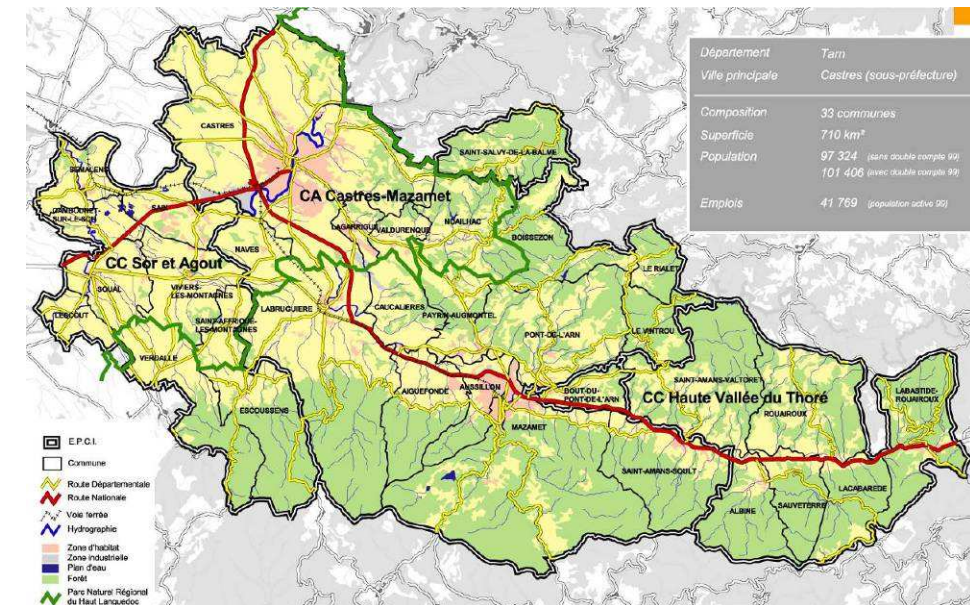 Département Tarn
Ville principale Castres (sous-préfecture)
Composition 33 communes
Superficie 710 km²
Population 97 324 (sans double compte 99)
101 406 (avec double compte 99)
Emplois 41 769 (population active 99)
CASTRES
SAINT-SALVY-DE-LA-BALME
SEMALENS
CA Castres-Mazamet
CAMBOUNET-
SUR-LE-SOR
LAGARRIGUE
VALDURENQUE
NOAILHAC
BOISSEZON
NAVES
CC Sor et Agout
LE RIALET
SOUAL
VIVIERS
LES-MONTAGNES
LABRUGUIERE
CAUCALIERES
LESCOUT
SAINT-AFFRIQUE-
LES-MONTAGNES
PAYRIN-AUGMONTEL
PONT-DE-L'ARN
LE VINTROU
VERDALLE
SAINT-AMANS-VALTORET
AIGUEFONDE
AUSSILLON
BOUT-DU-
PONT-DE-L'ARN
CC Haute Vallée du Thoré
LABASTIDE-
ROUAIROUX
ESCOUSSENS
ROUAIROUX
MAZAMET
SAINT-AMANS-SOULT
LACABAREDE
ALBINE
SAUVETERRE
E.P.C.I.
Commune
Route Départementale
Route Nationale
Voie ferrée
Hydrographie
Zone d'habitat
Zone industrielle
Plan d'eau
Forêt
Parc Naturel Régional
du Haut Languedoc